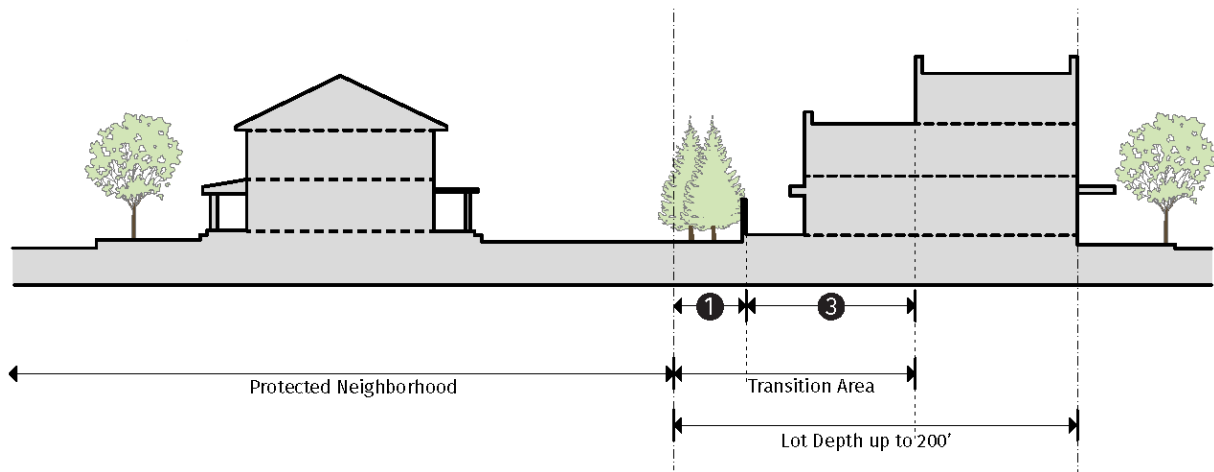 1
3
Protected Neighborhood
Transition Area
Lot Depth up to 200'